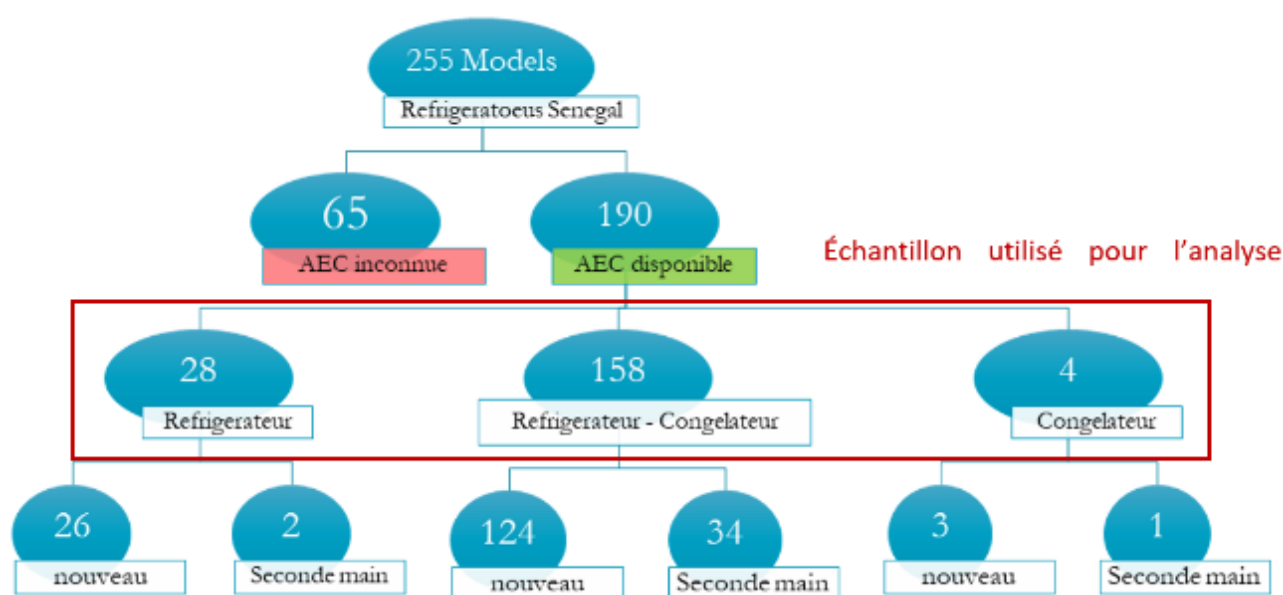 255 Models
Refrigeratoeus Senegal
65
AEC inconnue
190
AEC disponible
Échantillon utilisé pour l'analyse
28
Refrigerateur
158
Refrigerateur - Congelateur
4
Congelateur
26
nouveau
2
Seconde main
124
nouveau
34
Seconde main
3
nouveau
1
Seconde main